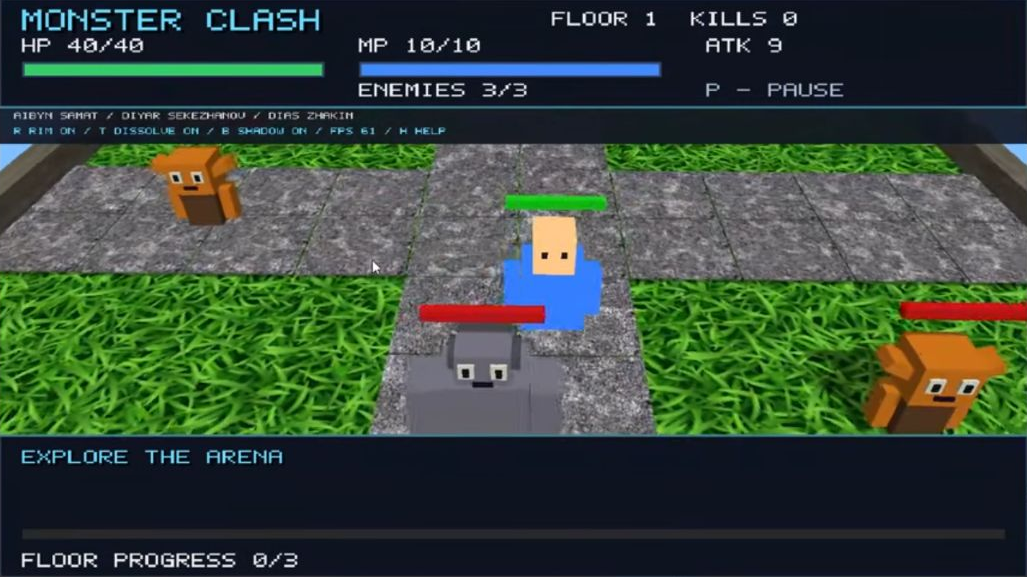 MONSTER CLASH
FLOOR 1 KILLS 0
HP 40/40
MP 10/10
ATK 9
ENEMIES 3/3
P - PAUSE
AIBYN SAMAT / DIYAR SEKEZHANOV / DIAS ZHAKIN
R RIM ON / T DISSOLVE ON / B SHADOW ON / FPS 61 / H HELP
EXPLORE THE ARENA
FLOOR PROGRESS 0/3